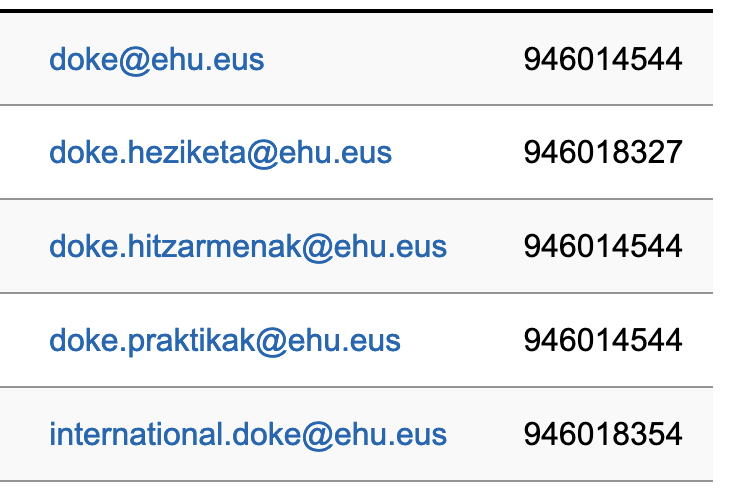 doke@ehu.eus 946014544
doke.heziketa@ehu.eus 946018327
doke.hitzarmenak@ehu.eus 946014544
doke.praktikak@ehu.eus 946014544
international.doke@ehu.eus 946018354